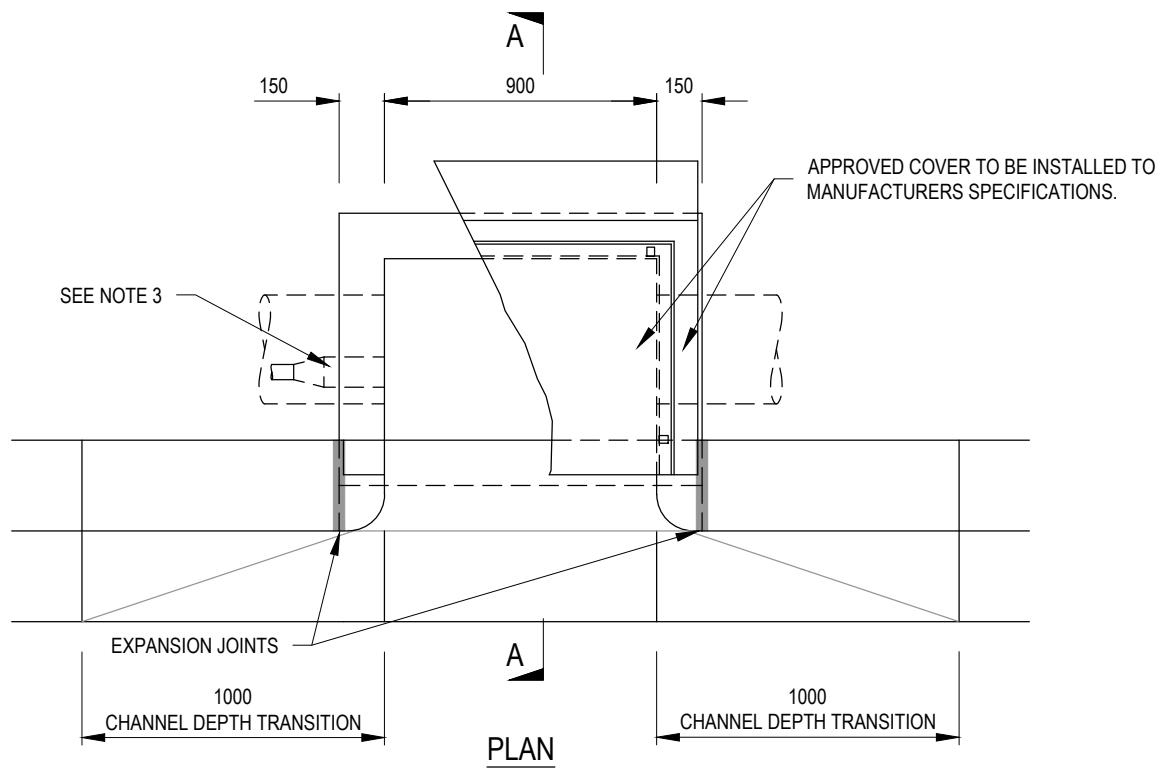 A
150
900
150
APPROVED COVER TO BE INSTALLED TO
MANUFACTURERS SPECIFICATIONS.
SEE NOTE 3
EXPANSION JOINTS
A
1000
CHANNEL DEPTH TRANSITION
1000
CHANNEL DEPTH TRANSITION
PLAN